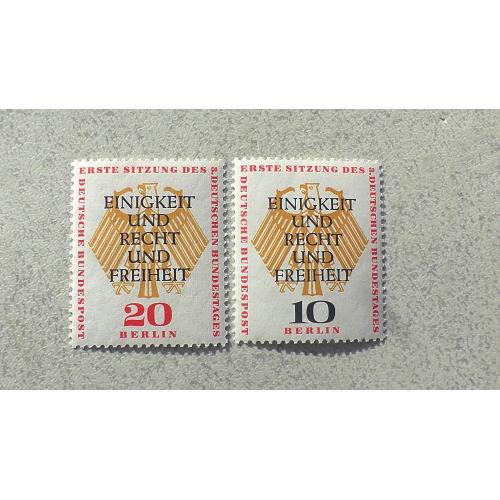 ERSTE SITZUNG DES 3. DEUTSCHEN BUNDESTAGES
DEUTSCHE BUNDESPOST
EINIGKEIT
UND
RECHT
UND
FREIHEIT
20
BERLIN
ERSTE SITZUNG DES 3. DEUTSCHEN BUNDESTAGES
DEUTSCHE BUNDESPOST
EINIGKEIT
UND
RECHT
UND
FREIHEIT
10
BERLIN